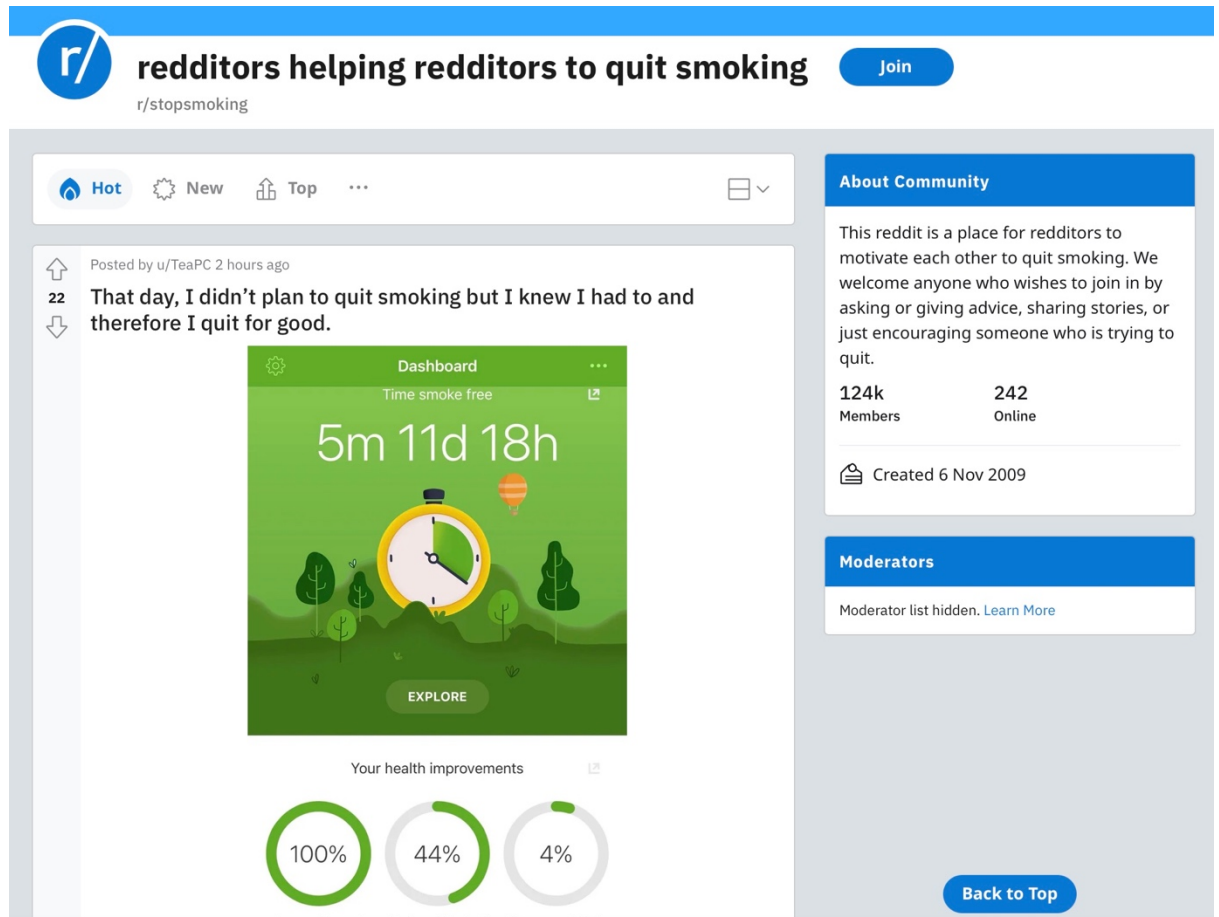 r/
redditors helping redditors to quit smoking
Join
r/stopsmoking
Hot
New
Top
...
Posted by u/TeaPC 2 hours ago
22
That day, I didn’t plan to quit smoking but I knew I had to and
therefore I quit for good.
Dashboard
...
Time smoke free
5m 11d 18h
EXPLORE
Your health improvements
100%
44%
4%
About Community
This reddit is a place for redditors to
motivate each other to quit smoking. We
welcome anyone who wishes to join in by
asking or giving advice, sharing stories, or
just encouraging someone who is trying to
quit.
124k
242
Members
Online
Created 6 Nov 2009
Moderators
Moderator list hidden. Learn More
Back to Top